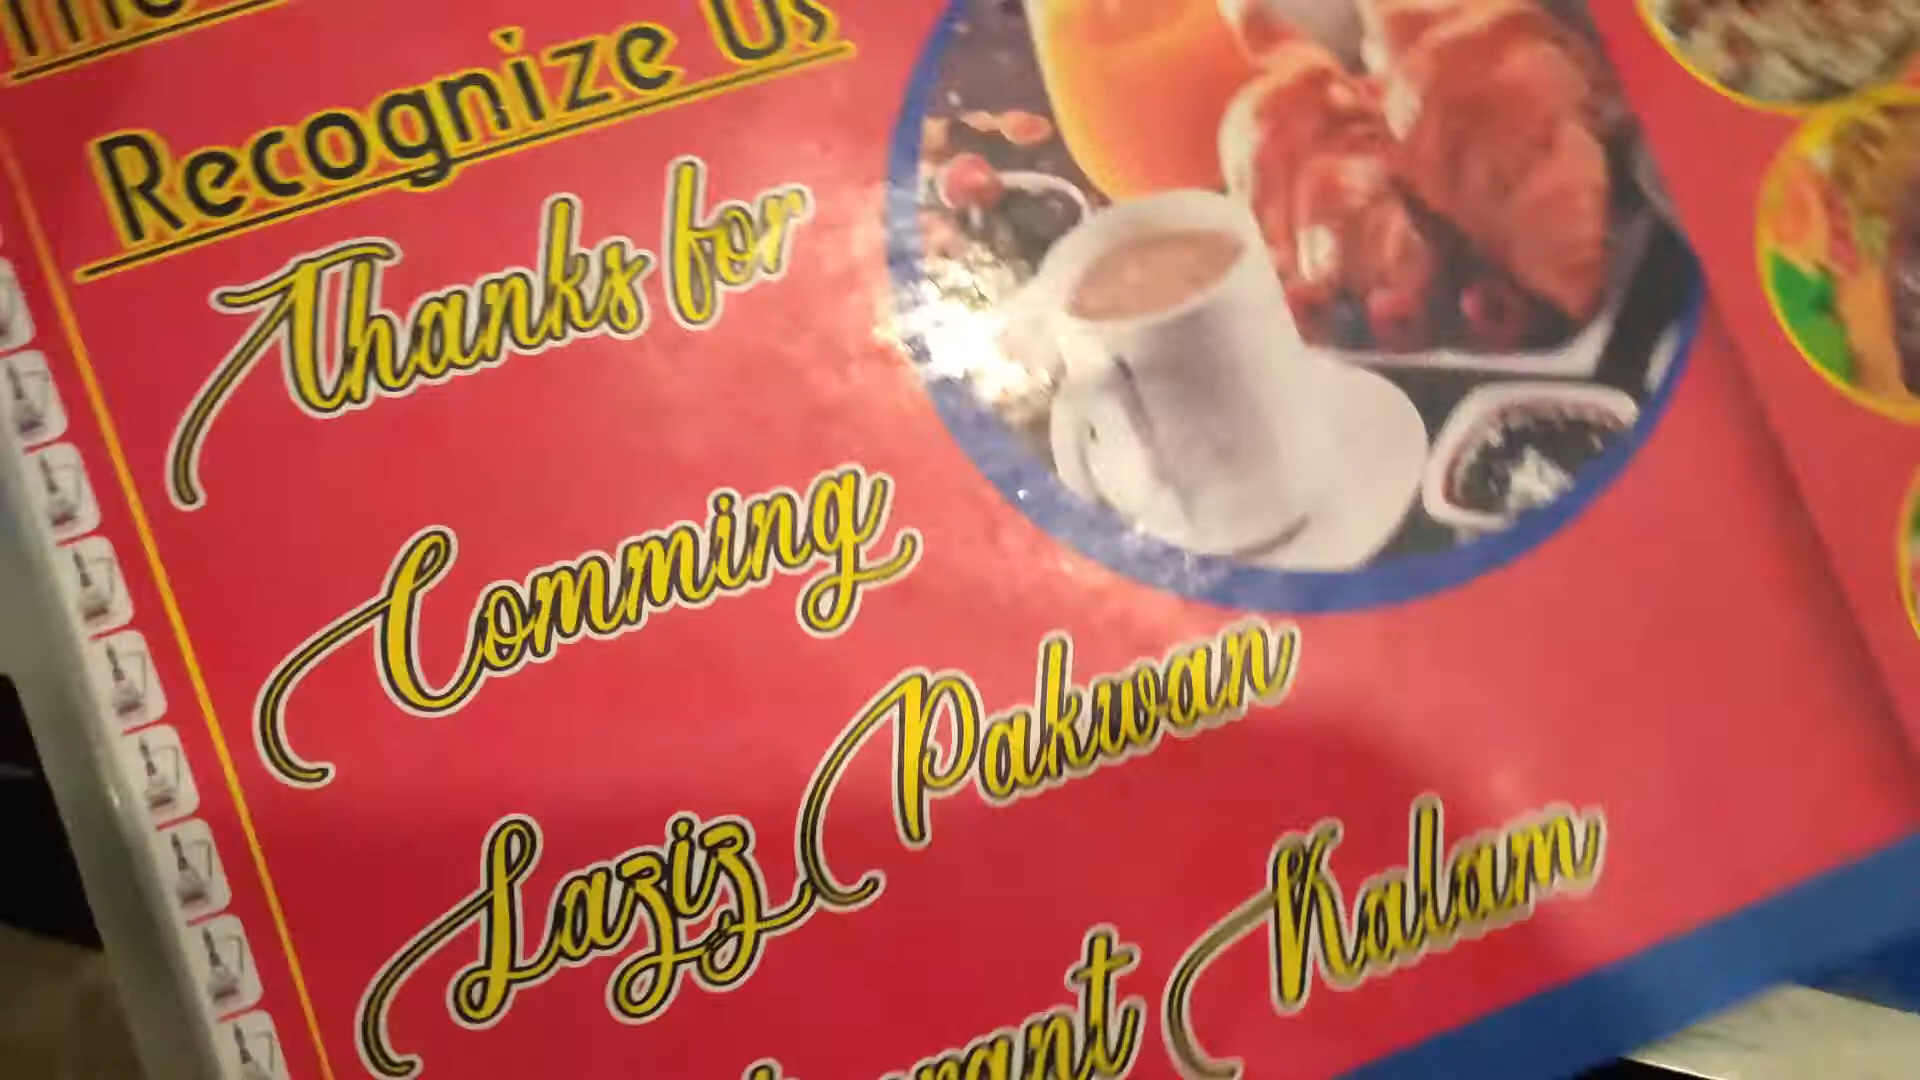 Recognize Us
Thanks for
Comming
Laziz Pakwan
Kalam